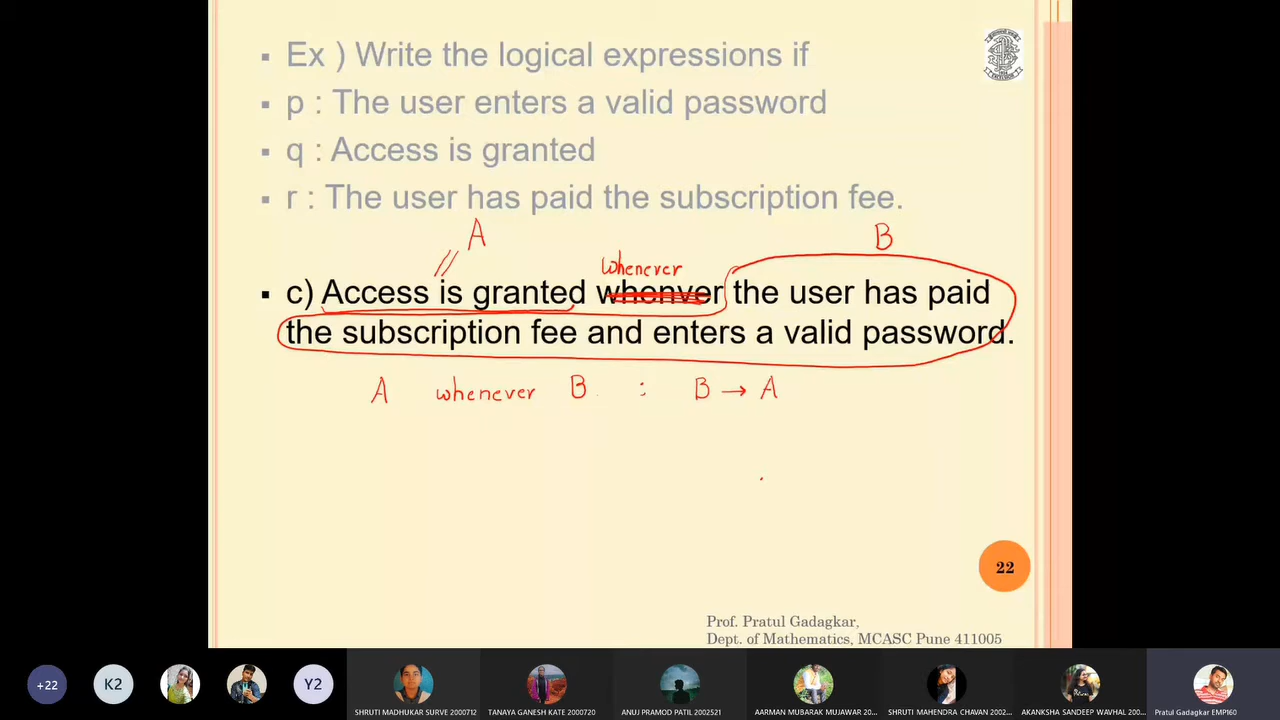 Ex ) Write the logical expressions if
p : The user enters a valid password
q : Access is granted
r : The user has paid the subscription fee.
A
B
whenever
c) Access is granted whenver the user has paid
the subscription fee and enters a valid password.
A whenever B : B → A
22
Prof. Pratul Gadagkar,
Dept. of Mathematics, MCASC Pune 411005
+22
K2
Y2
SHRUTI MADHUKAR SURVE 2000712
TANAYA GANESH KATE 2000720
ANUJ PRAMOD PATIL 2002521
AARMAN MUBARAK MUJAWAR 20...
SHRUTI MAHENDRA CHAVAN 2002...
AKANKSHA SANDEEP WAVHAL 200...
Pratul Gadagkar EMP160